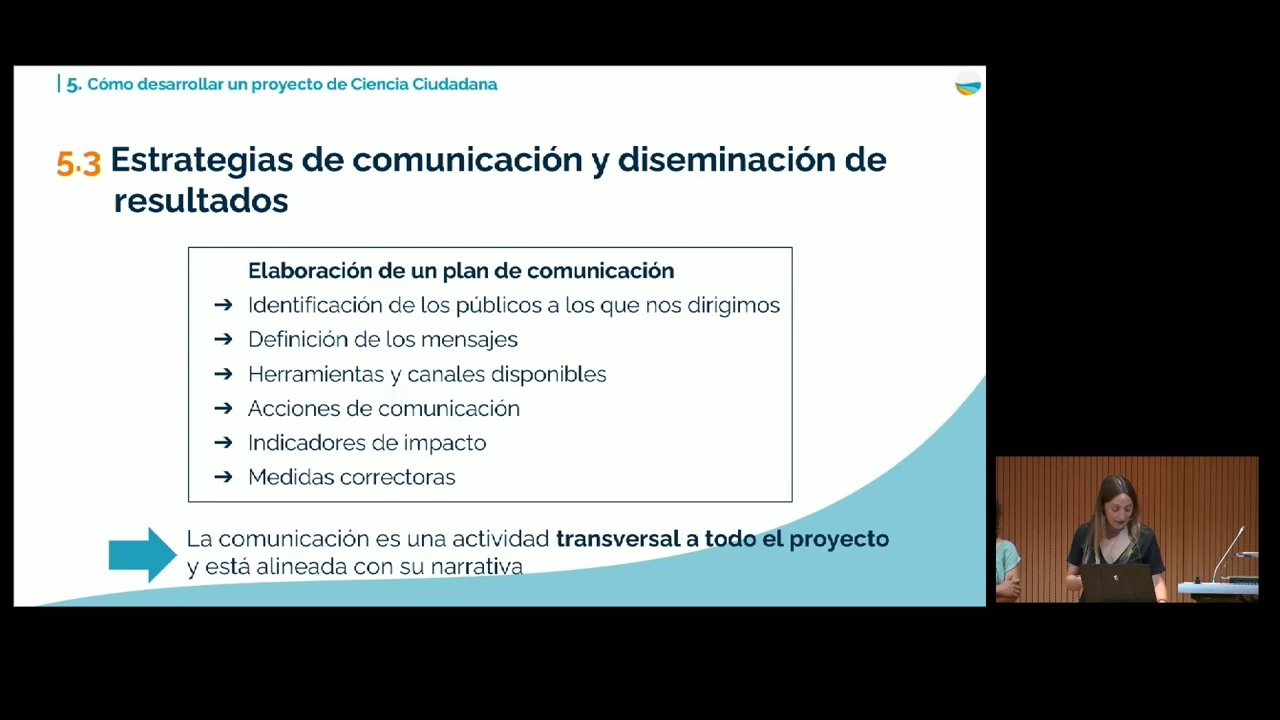 | 5. Cómo desarrollar un proyecto de Ciencia Ciudadana
5.3 Estrategias de comunicación y diseminación de
resultados
Elaboración de un plan de comunicación
➔ Identificación de los públicos a los que nos dirigimos
➔ Definición de los mensajes
➔ Herramientas y canales disponibles
➔ Acciones de comunicación
➔ Indicadores de impacto
➔ Medidas correctoras
La comunicación es una actividad transversal a todo el proyecto
y está alineada con su narrativa